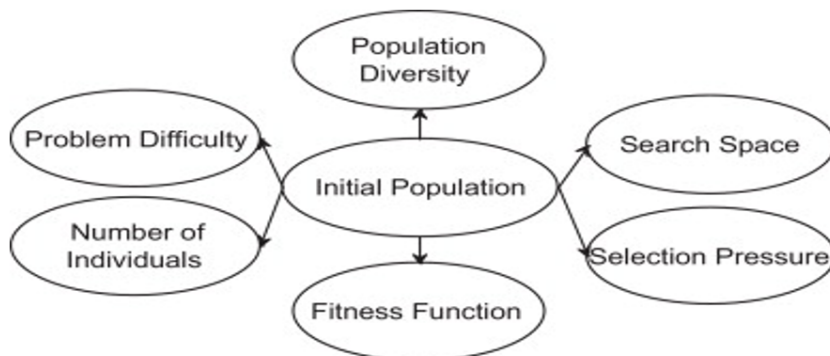 Population
Diversity
Problem Difficulty
Search Space
Initial Population
Number of
Individuals
Selection Pressure
Fitness Function